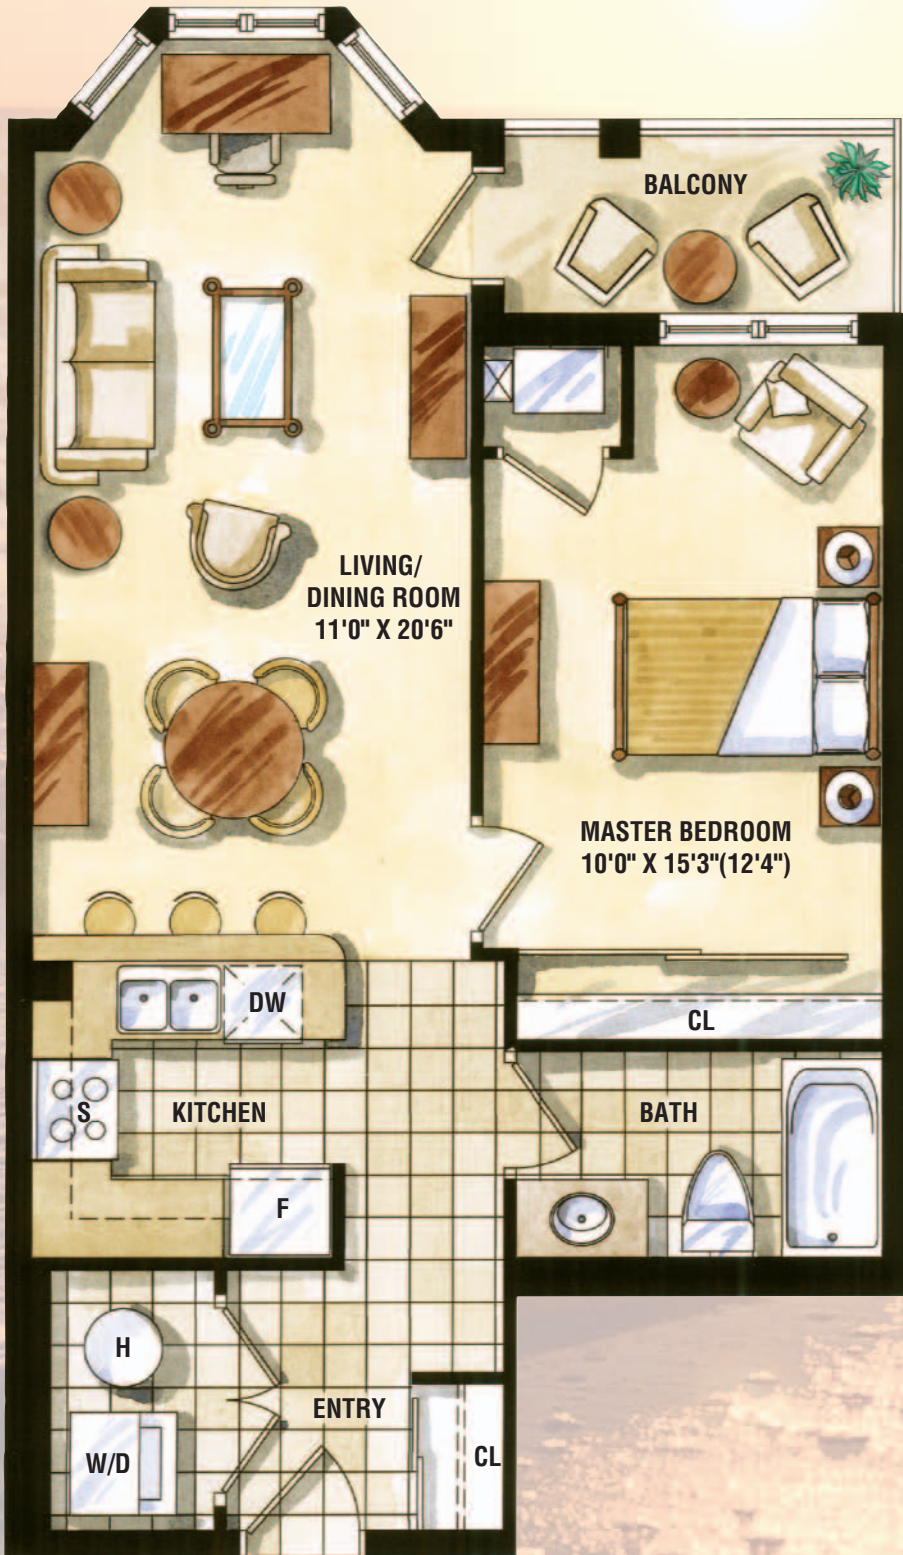 BALCONY
LIVING/
DINING ROOM
11'0" X 20'6"
MASTER BEDROOM
10'0" X 15'3"(12'4")
DW
CL
S
KITCHEN
BATH
F
H
ENTRY
W/D
CL